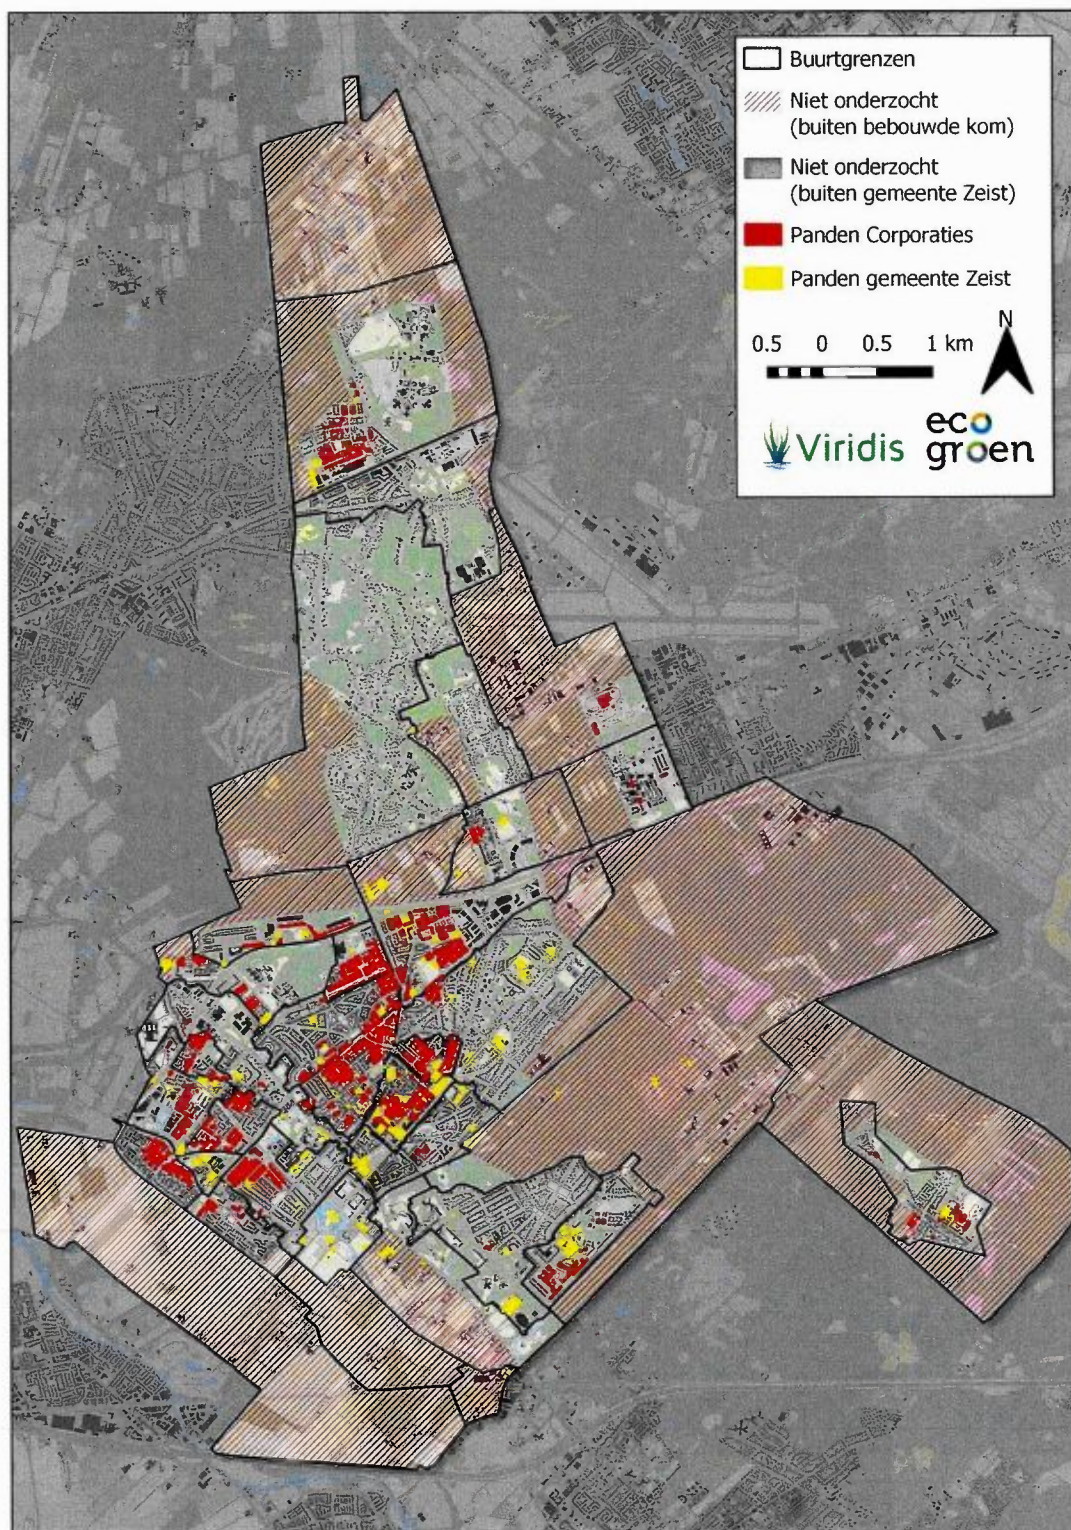 Buurtgrenzen
Niet onderzocht
(buiten bebouwde kom)
Niet onderzocht
(buiten gemeente Zeist)
Panden Corporaties
Panden gemeente Zeist
N
0.5 0 0.5 1 km
Viridis
eco
groen